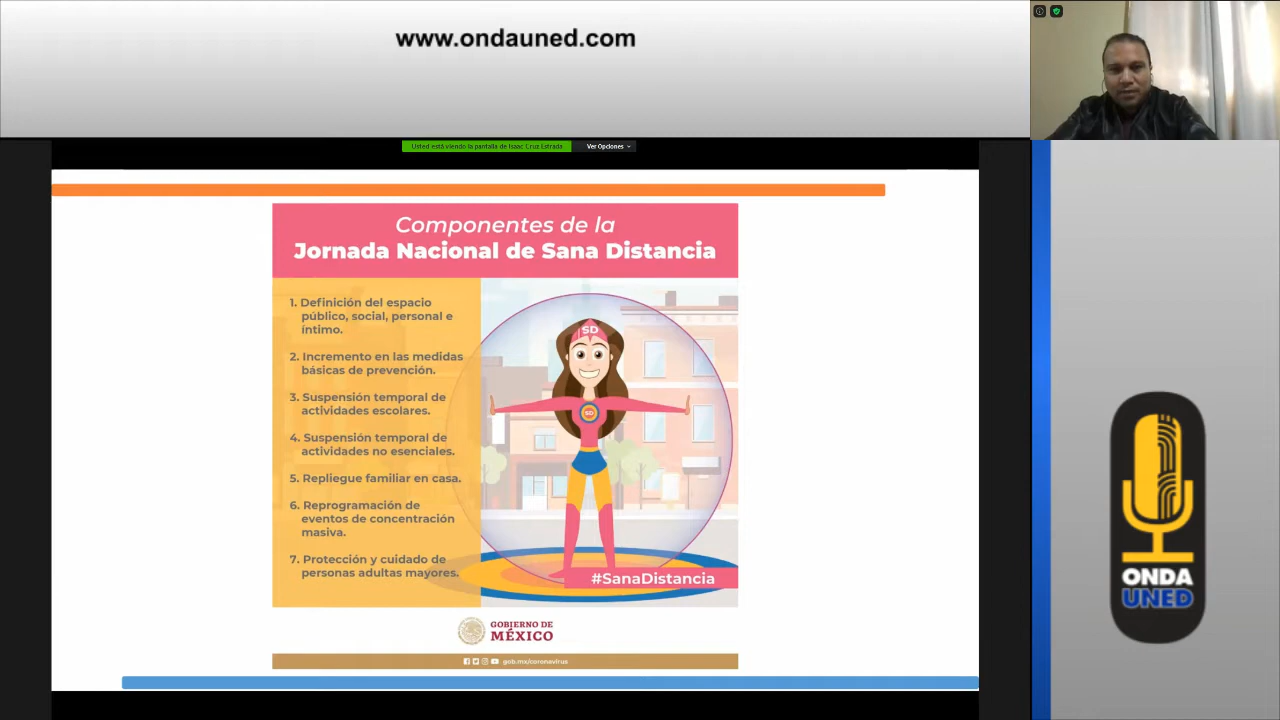 www.ondauned.com
Usted está viendo la pantalla de Isaac Cruz Estrada
Ver Opciones
Componentes de la
Jornada Nacional de Sana Distancia
1. Definición del espacio
público, social, personal e
íntimo.
2. Incremento en las medidas
básicas de prevención.
3. Suspensión temporal de
actividades escolares.
4. Suspensión temporal de
actividades no esenciales.
5. Repliegue familiar en casa.
6. Reprogramación de
eventos de concentración
masiva.
7. Protección y cuidado de
personas adultas mayores.
SD
SD
#SanaDistancia
GOBIERNO DE
MÉXICO
gob.mx/coronavirus
ONDA
UNED